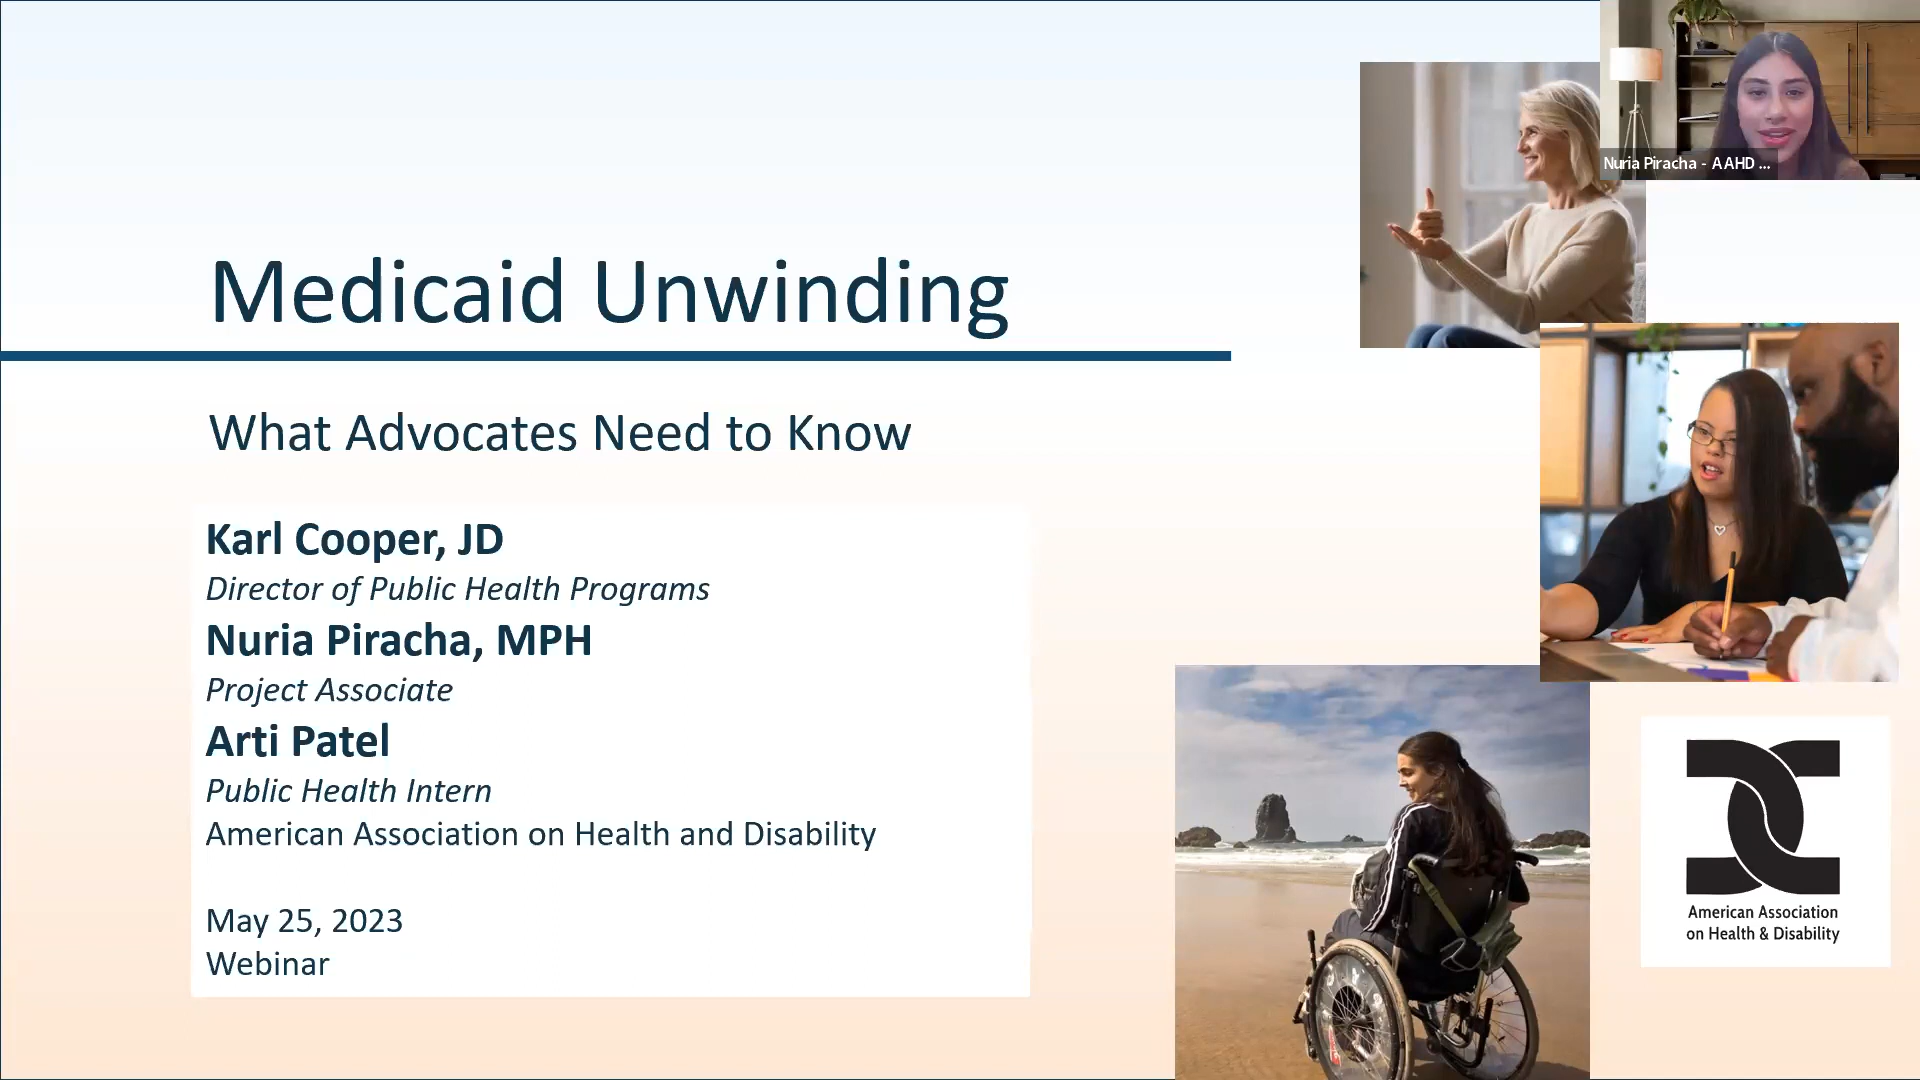 Medicaid Unwinding
What Advocates Need to Know
Karl Cooper, JD
Director of Public Health Programs
Nuria Piracha, MPH
Project Associate
Arti Patel
Public Health Intern
American Association on Health and Disability
May 25, 2023
Webinar
Nuria Piracha - AAHD ...
American Association
on Health & Disability